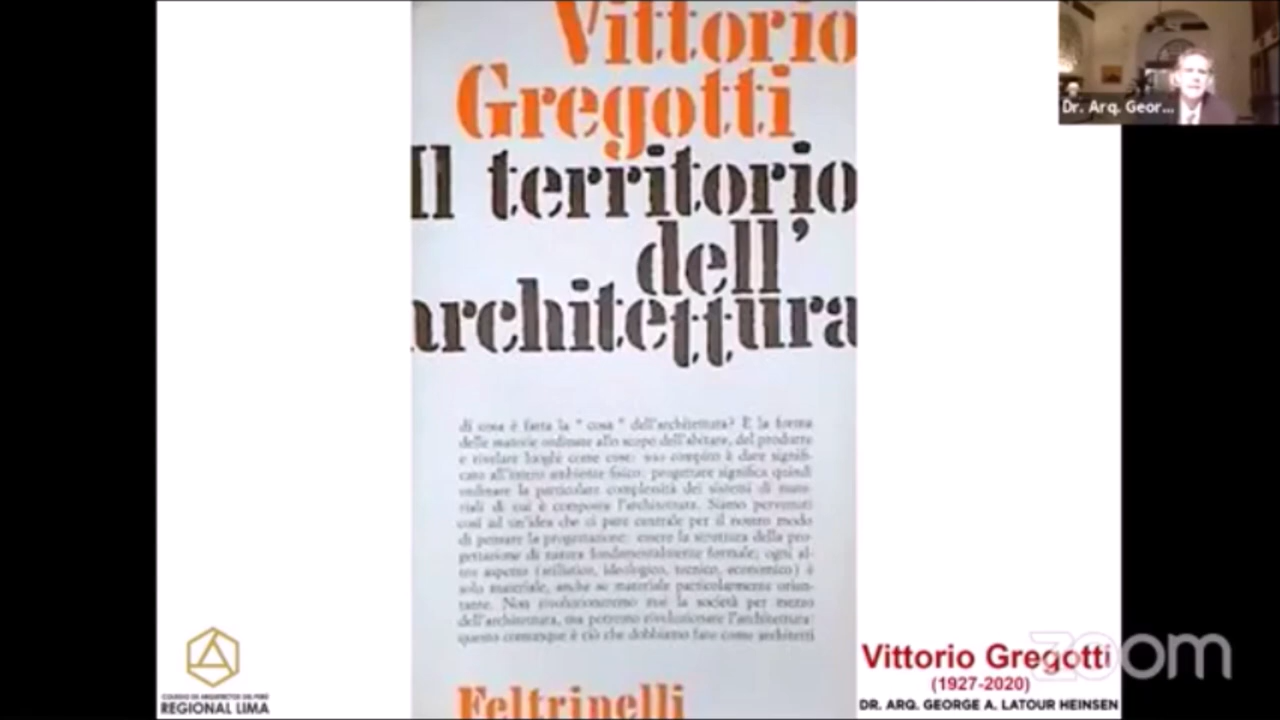 Vittorio
Gregotti
Il territorio
dell'
architettura
di cosa è fatta la "cosa" dell'architettura? È la forma
delle materie ordinate allo scopo dell'abitare, del produrre
e rivelare luoghi come cose: suo compito è dare signifi-
cato all'intero ambiente fisico: progettare significa quindi
ordinare la particolare complessità dei sistemi di mate-
riali di cui è composta l'architettura. Siamo pervenuti
così ad un'idea che ci pare centrale per il nostro modo
di pensare la progettazione: essere la struttura della pro-
gettazione di natura fondamentalmente formale; ogni al-
tro aspetto (stilistico, ideologico, tecnico, economico) è
solo materiale, anche se materiale particolarmente orien-
tante. Non rivoluzioneremo mai la società per mezzo
dell'architettura, ma potremo rivoluzionare l'architettura:
questo comunque è ciò che dobbiamo fare come architetti
Feltrinelli
Dr. Arq. Geor...
COLEGIO DE ARQUITECTOS DEL PERÚ
REGIONAL LIMA
Vittorio Gregotti
(1927-2020)
DR. ARQ. GEORGE A. LATOUR HEINSEN
zoom